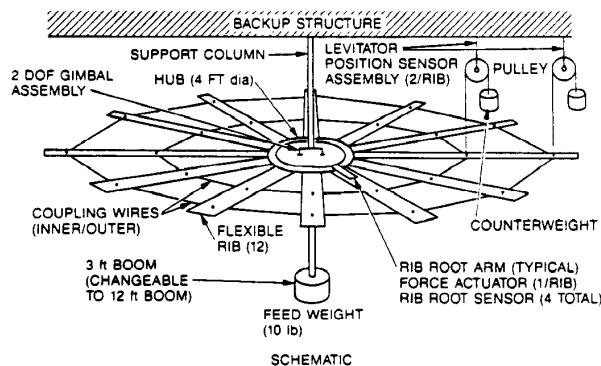 BACKUP STRUCTURE
SUPPORT COLUMN
LEVITATOR
POSITION SENSOR
ASSEMBLY (2/RIB)
PULLEY
2 DOF GIMBAL
ASSEMBLY
HUB (4 FT dia)
COUPLING WIRES
(INNER/OUTER)
FLEXIBLE
RIB (12)
COUNTERWEIGHT
3 ft BOOM
(CHANGEABLE
TO 12 ft BOOM)
FEED WEIGHT
(10 lb)
RIB ROOT ARM (TYPICAL)
FORCE ACTUATOR (1/RIB)
RIB ROOT SENSOR (4 TOTAL)
SCHEMATIC